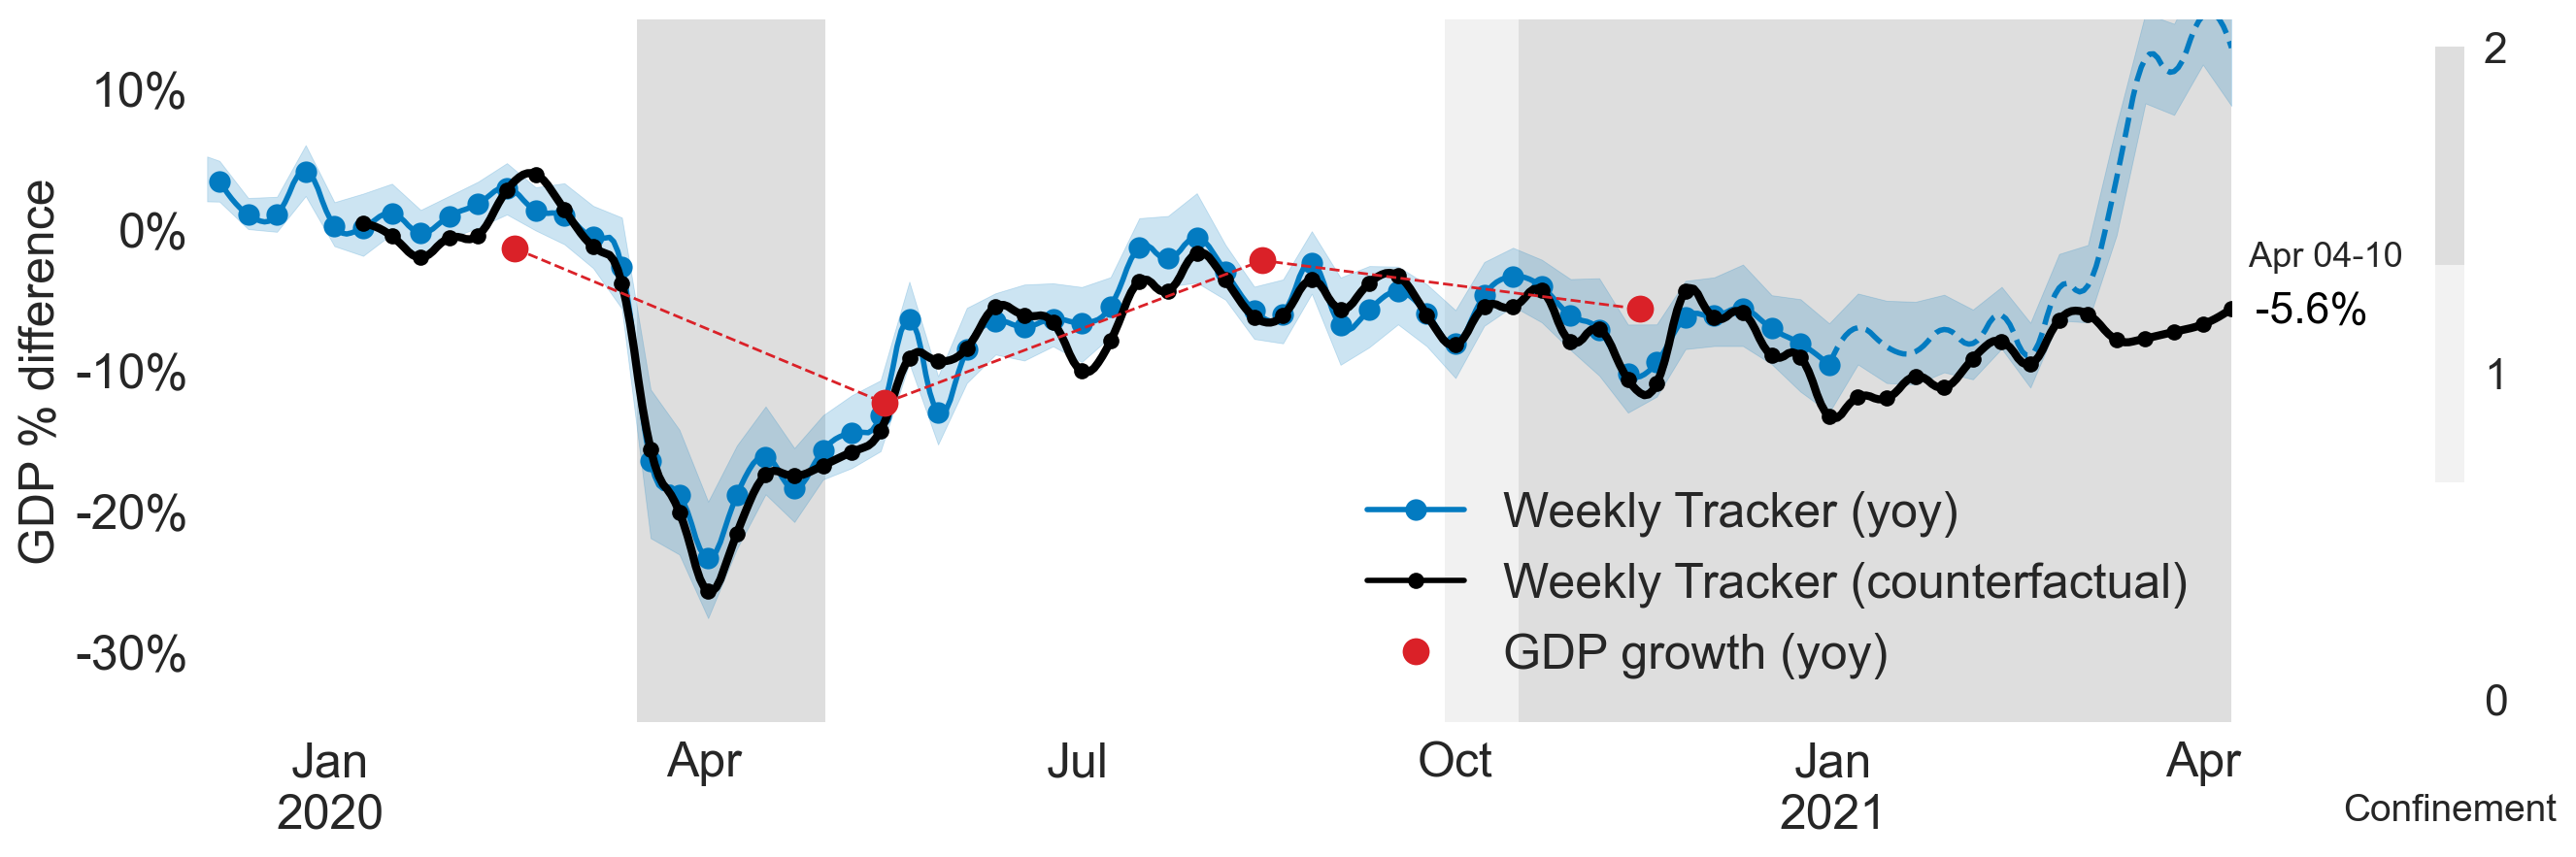 GDP % difference
10%
0%
-10%
-20%
-30%
Jan
2020
Apr
Jul
Oct
Jan
2021
Apr
Weekly Tracker (yoy)
Weekly Tracker (counterfactual)
GDP growth (yoy)
Apr 04-10
-5.6%
2
1
0
Confinement